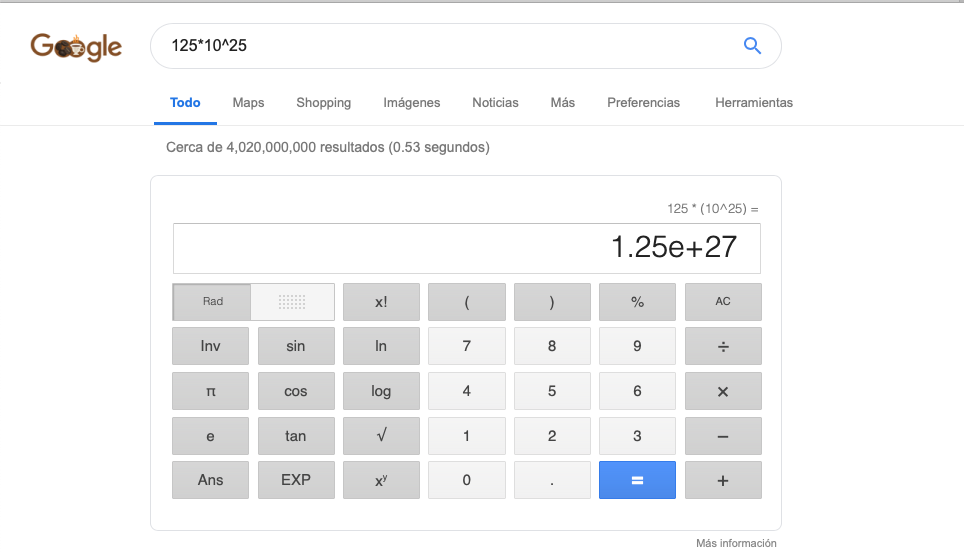 Google
125*10^25
Todo Maps Shopping Imágenes Noticias Más Preferencias Herramientas
Cerca de 4,020,000,000 resultados (0.53 segundos)
125 * (10^25) =
1.25e+27
Rad x! ( ) % AC
Inv sin ln 7 8 9 ÷
π cos log 4 5 6 ×
e tan √ 1 2 3 −
Ans EXP xʸ 0 . = +
Más información